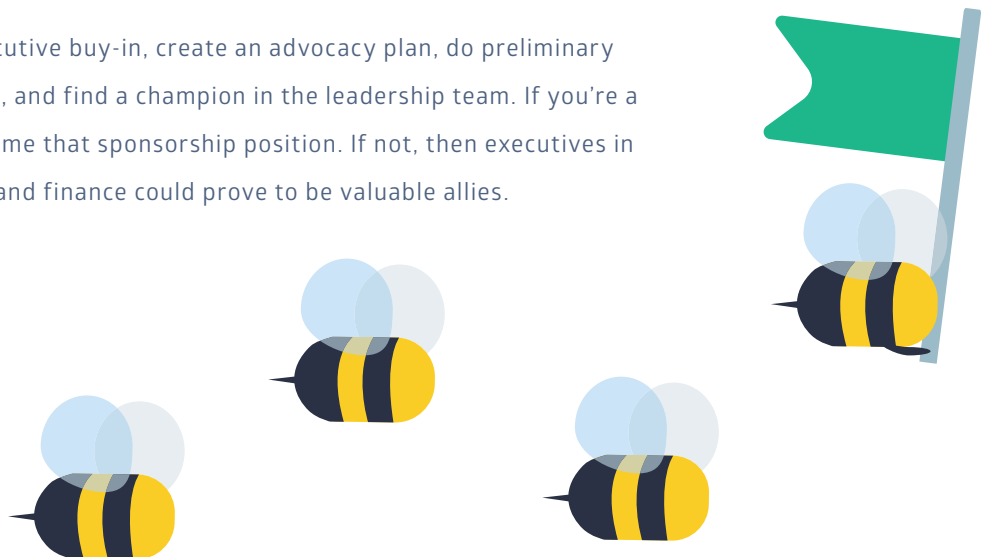 cutive buy-in, create an advocacy plan, do preliminary
, and find a champion in the leadership team. If you’re a
me that sponsorship position. If not, then executives in
and finance could prove to be valuable allies.